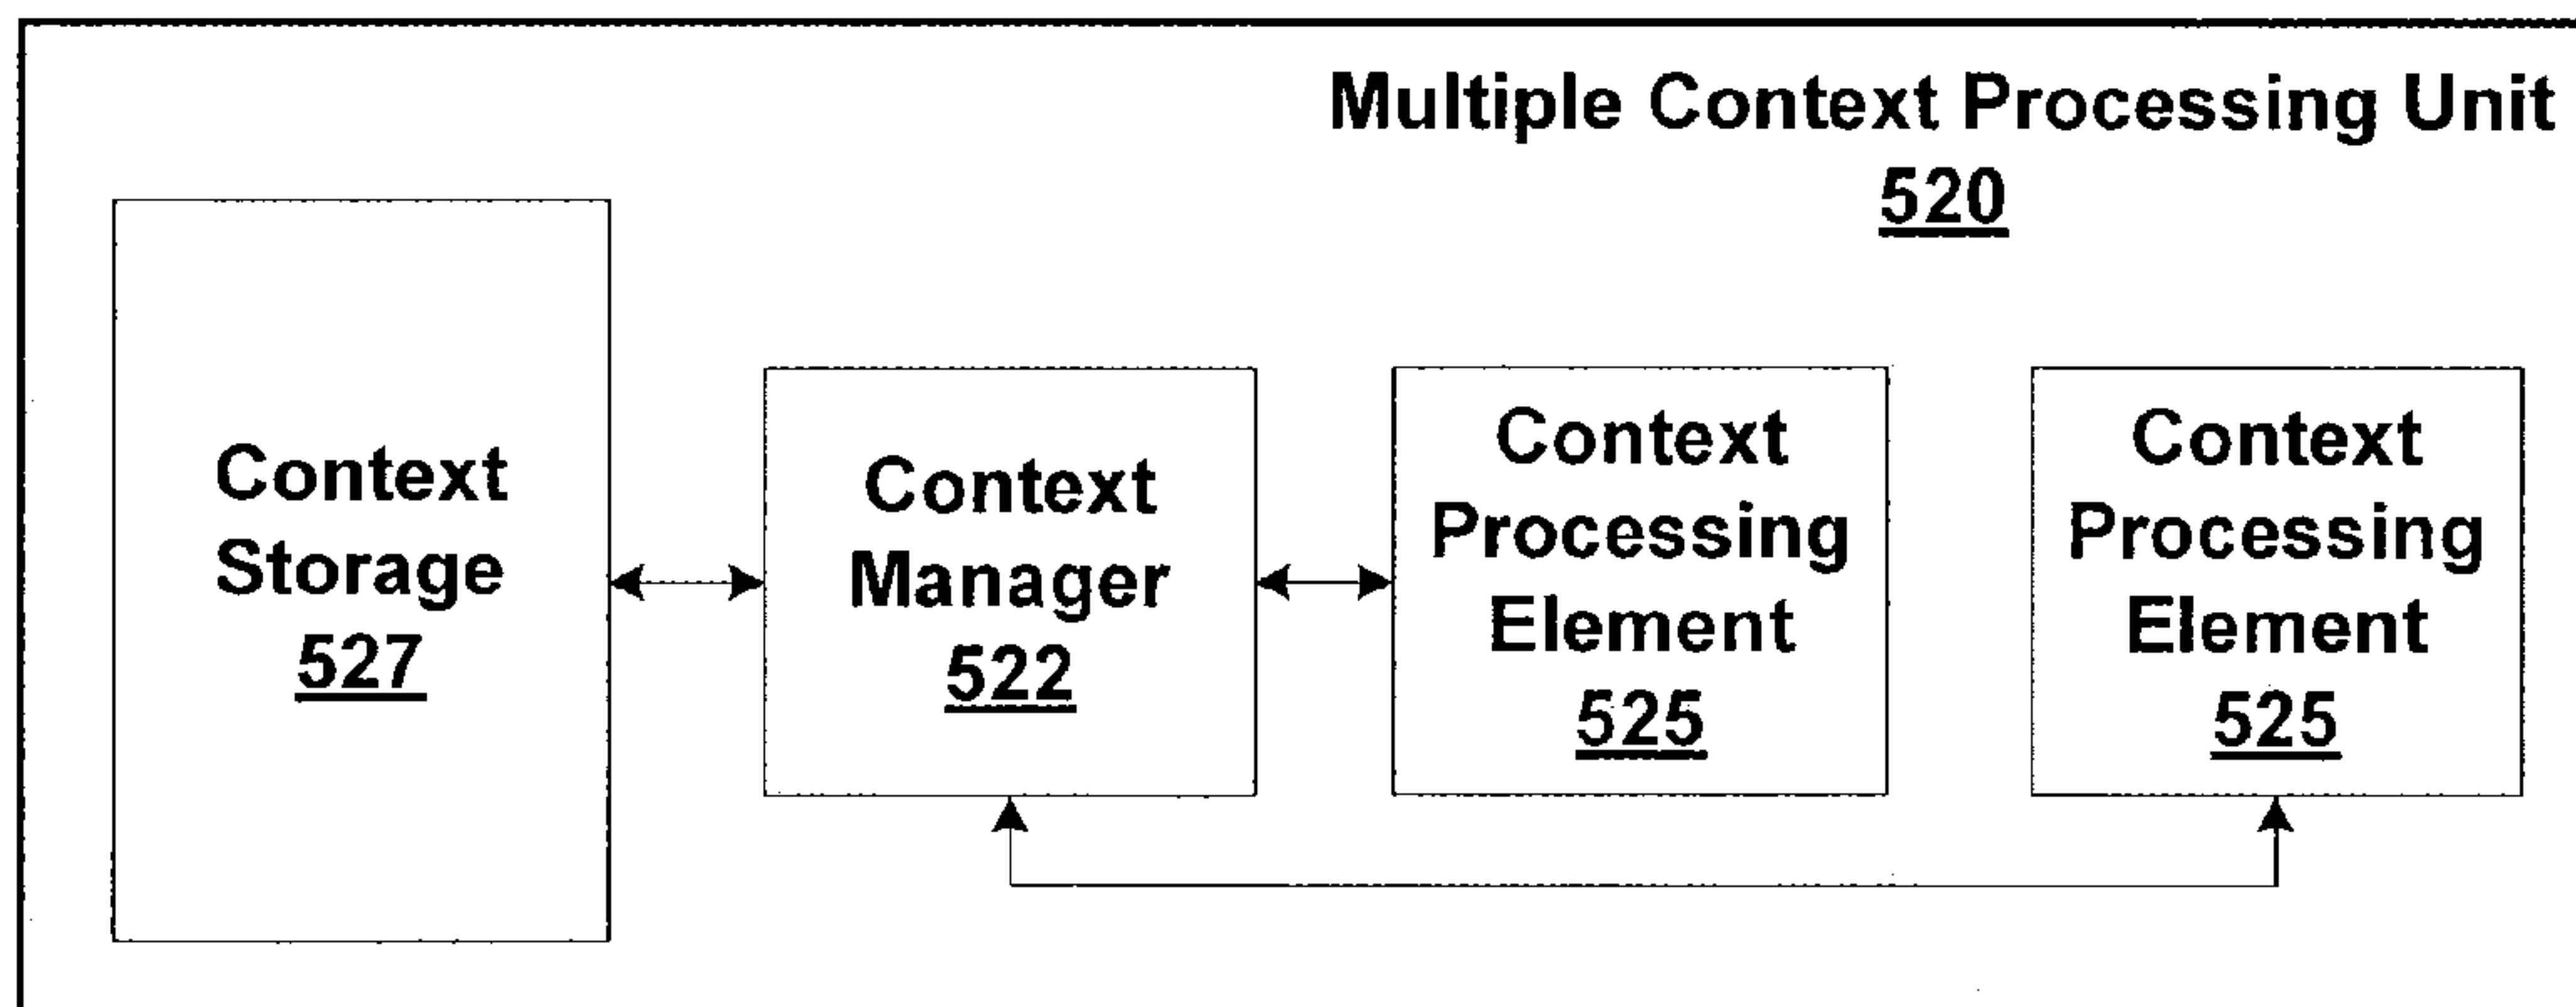 Multiple Context Processing Unit
520
Context
Storage
527
Context
Manager
522
Context
Processing
Element
525
Context
Processing
Element
525